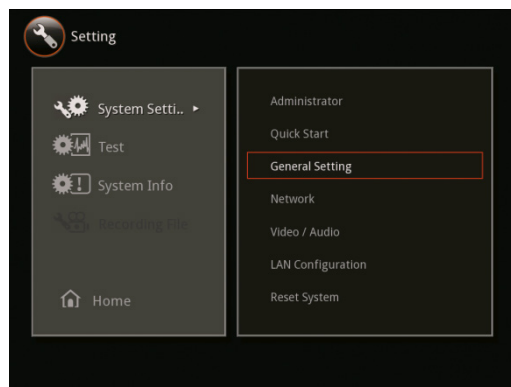 Setting
System Setti..
Test
System Info
Recording File
Home
Administrator
Quick Start
General Setting
Network
Video / Audio
LAN Configuration
Reset System